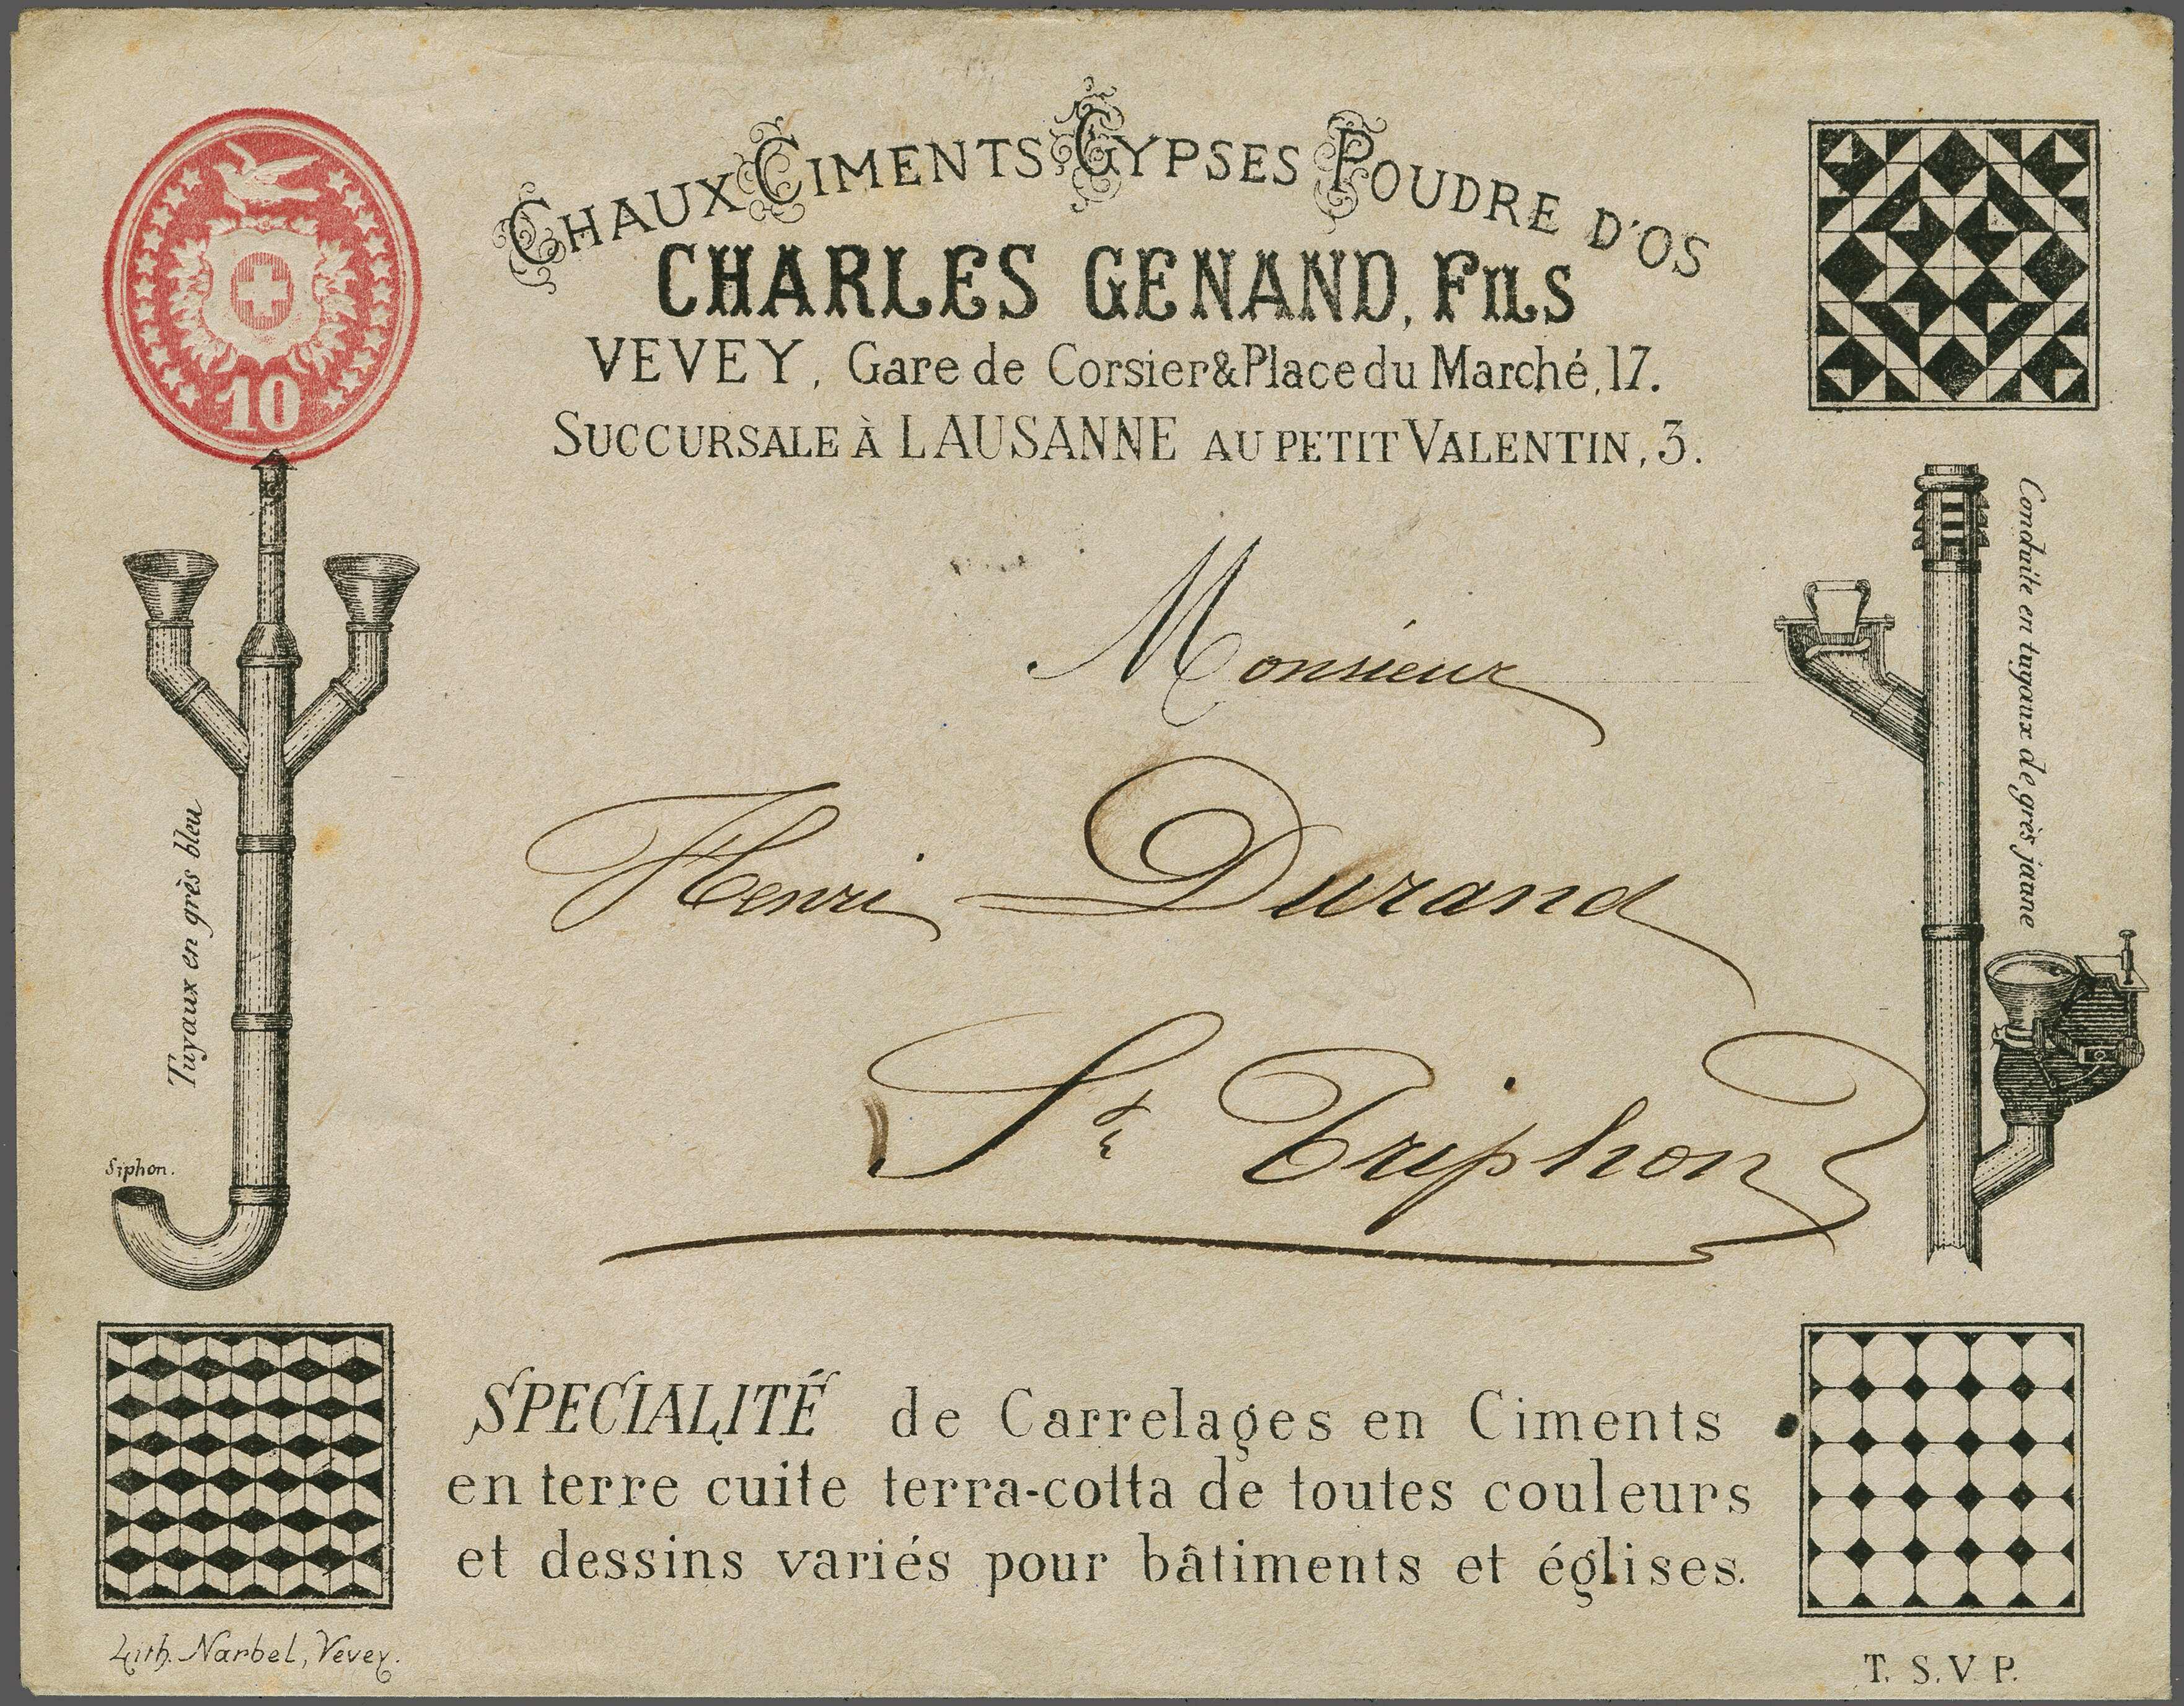 10
CHAUX CIMENTS GYPSES POUDRE D'OS
CHARLES GENAND, FILS
VEVEY, Gare de Corsier & Place du Marché, 17.
SUCCURSALE À LAUSANNE AU PETIT VALENTIN, 3.
Monsieur
Henri Durand
St Triphon
Tuyaux en grès bleu
Siphon.
Conduite en tuyaux de grès jaune
SPECIALITÉ de Carrelages en Ciments
en terre cuite terra-cotta de toutes couleurs
et dessins variés pour bâtiments et églises.
Lith. Narbel, Vevey.
T. S. V. P.